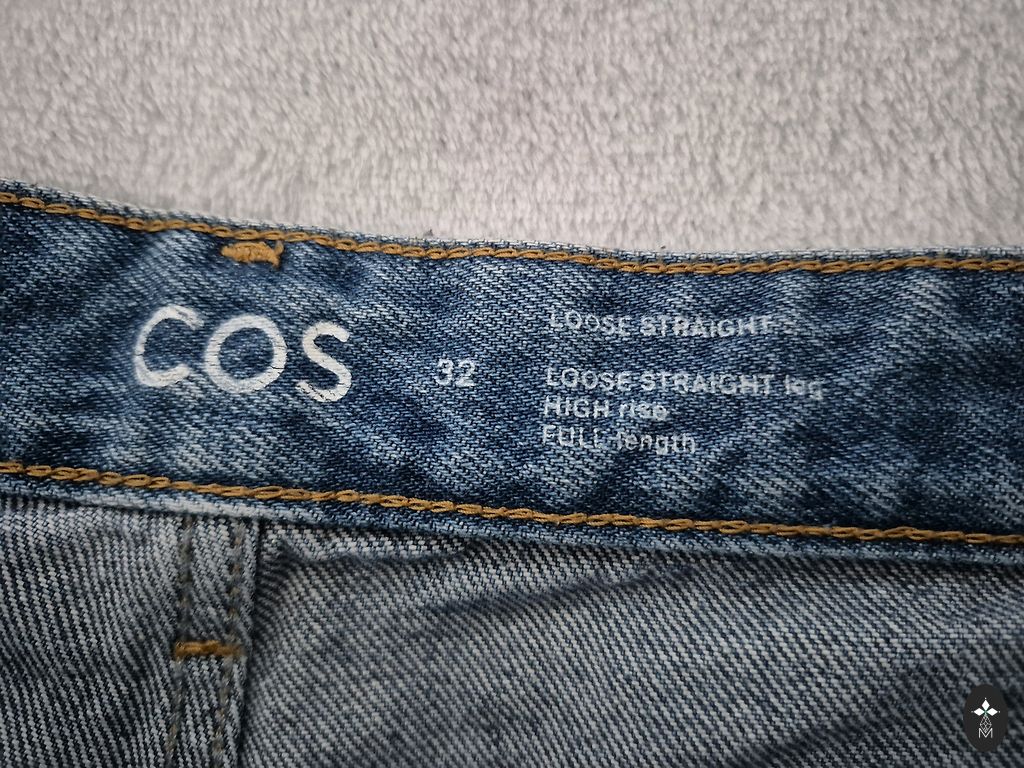 COS
32
LOOSE STRAIGHT
LOOSE STRAIGHT leg
HIGH rise
FULL length
M